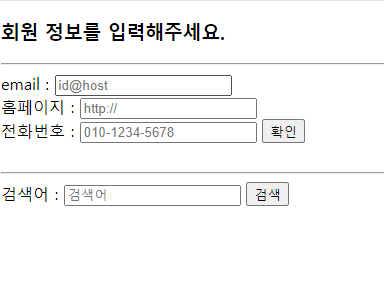 회원 정보를 입력해주세요.
email : id@host
홈페이지 : http://
전화번호 : 010-1234-5678 확인
검색어 : 검색어 검색